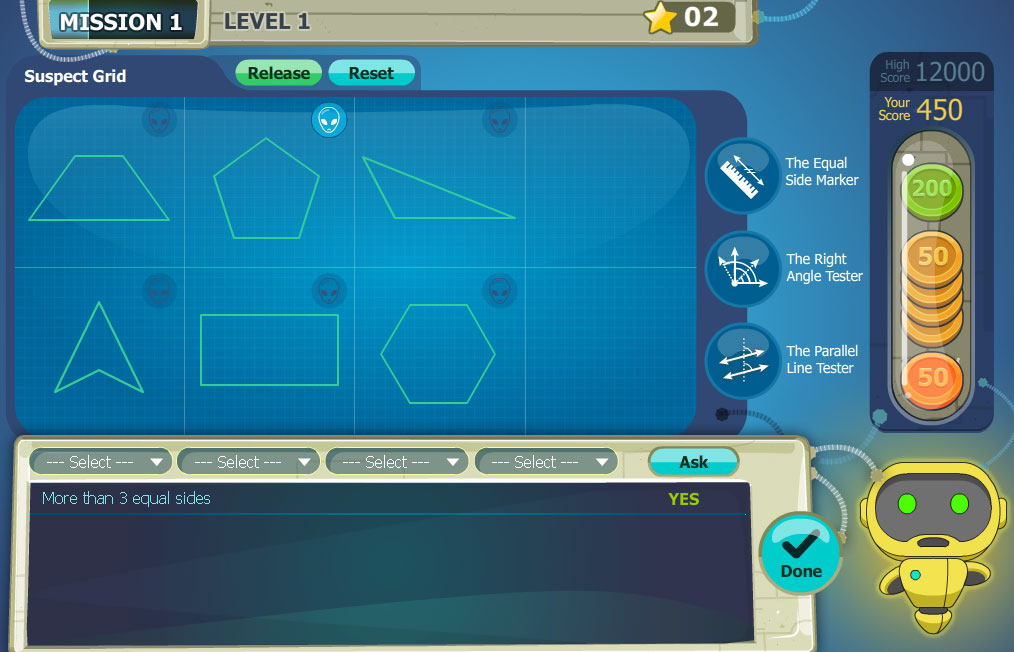 MISSION 1
LEVEL 1
02
Suspect Grid
Release
Reset
High
Score 12000
Your
Score 450
The Equal
Side Marker
200
The Right
Angle Tester
50
The Parallel
Line Tester
50
--- Select ---
--- Select ---
--- Select ---
--- Select ---
Ask
More than 3 equal sides
YES
Done